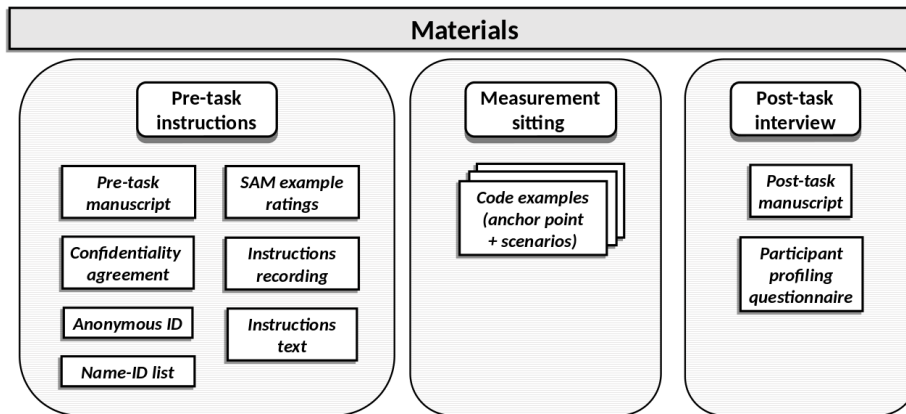 Materials
Pre-task
instructions
Pre-task
manuscript
Confidentiality
agreement
Anonymous ID
Name-ID list
SAM example
ratings
Instructions
recording
Instructions
text
Measurement
sitting
Code examples
(anchor point
+ scenarios)
Post-task
interview
Post-task
manuscript
Participant
profiling
questionnaire